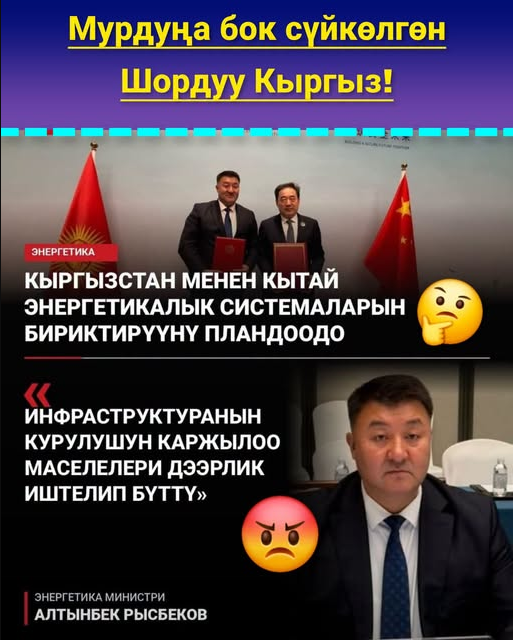 Мурдуңа бок сүйкөлгөн
Шордуу Кыргыз!
ЭНЕРГЕТИКА
КЫРГЫЗСТАН МЕНЕН КЫТАЙ
ЭНЕРГЕТИКАЛЫК СИСТЕМАЛАРЫН
БИРИКТИРҮҮНҮ ПЛАНДООДО
«
ИНФРАСТРУКТУРАНЫН
КУРУЛУШУН КАРЖЫЛОО
МАСЕЛЕЛЕРИ ДЭЭРЛИК
ИШТЕЛИП БҮТТҮ»
ЭНЕРГЕТИКА МИНИСТРИ
АЛТЫНБЕК РЫСБЕКОВ